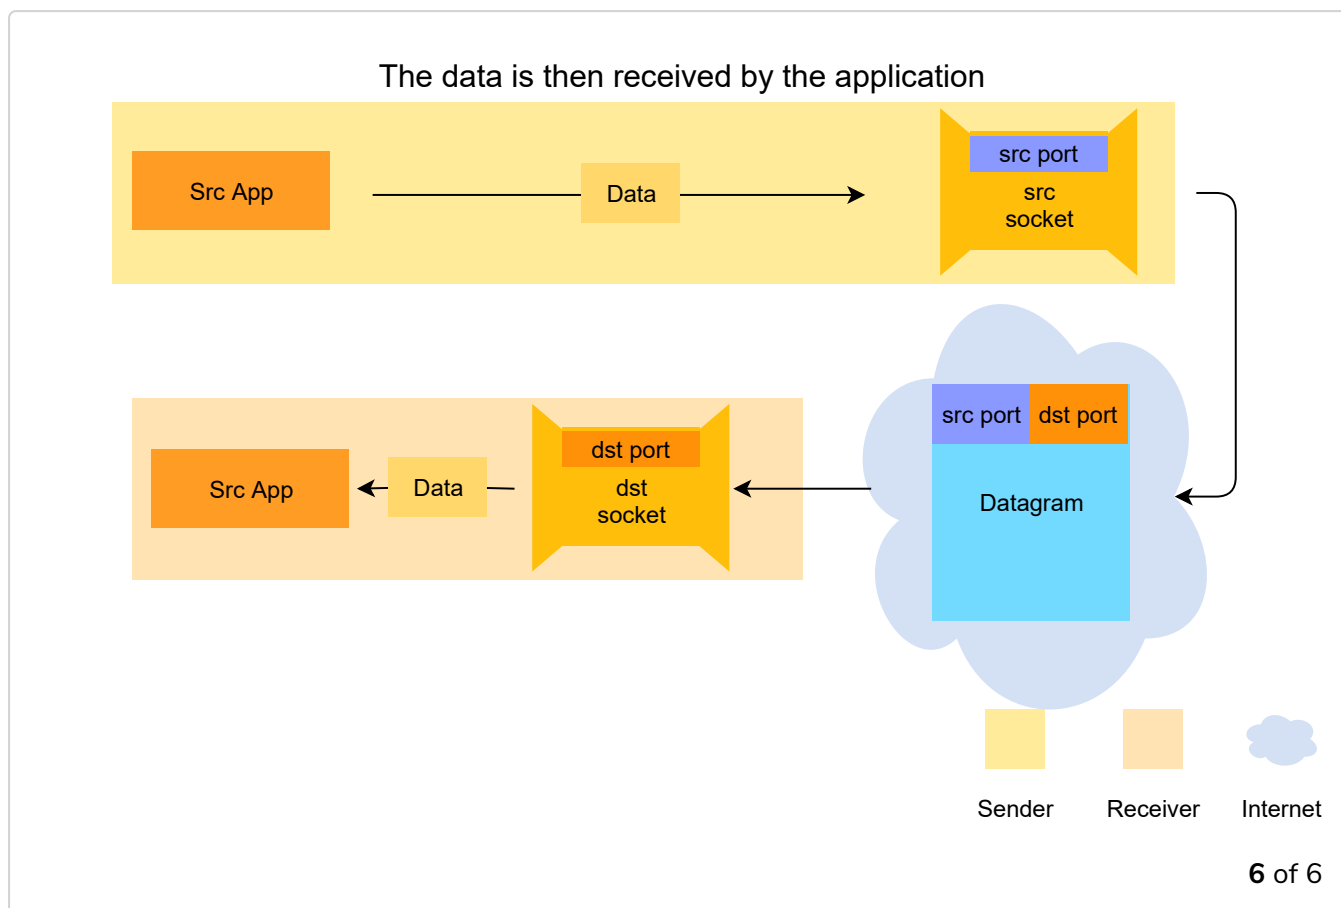 The data is then received by the application
Src App
Data
src port
src
socket
src port
dst port
Datagram
Src App
Data
dst port
dst
socket
Sender
Receiver
Internet
6 of 6